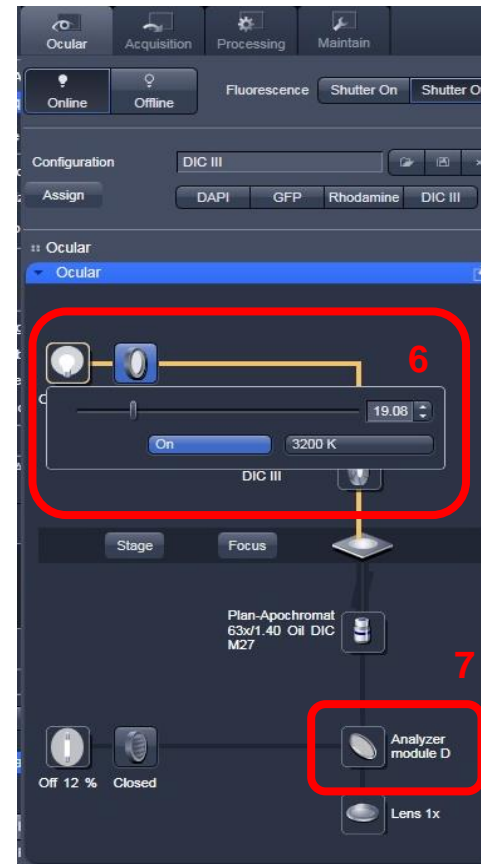 Ocular Acquisition Processing Maintain
Online Offline Fluorescence Shutter On Shutter O
Configuration DIC III
Assign DAPI GFP Rhodamine DIC III
Ocular
Ocular
6
19.08
On 3200 K
DIC III
Stage Focus
Plan-Apochromat
63x/1.40 Oil DIC
M27
7
Analyzer
module D
Off 12 % Closed
Lens 1x